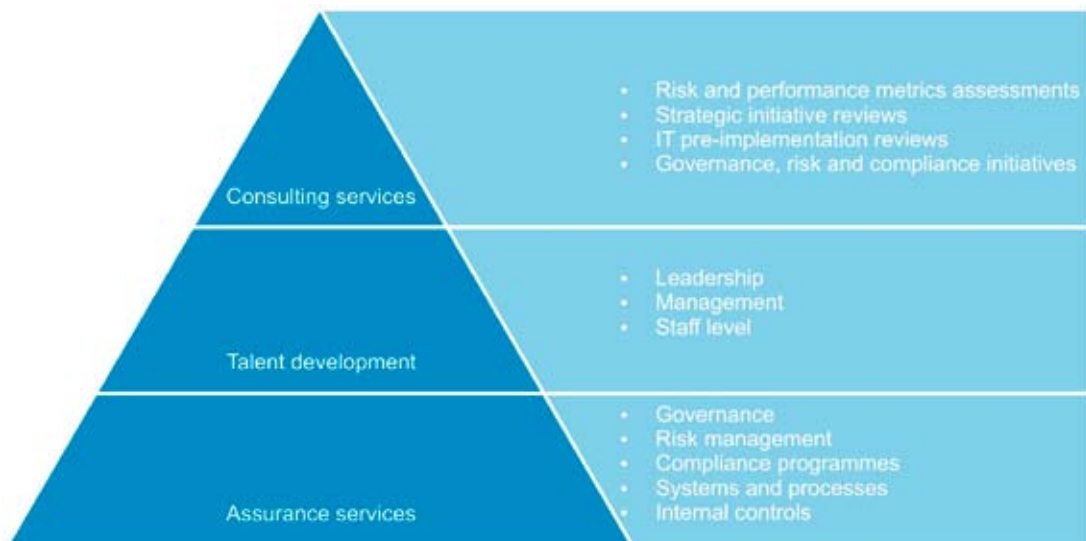 • Risk and performance metrics assessments
• Strategic initiative reviews
• IT pre-implementation reviews
• Governance, risk and compliance initiatives
Consulting services
• Leadership
• Management
• Staff level
Talent development
• Governance
• Risk management
• Compliance programmes
• Systems and processes
• Internal controls
Assurance services